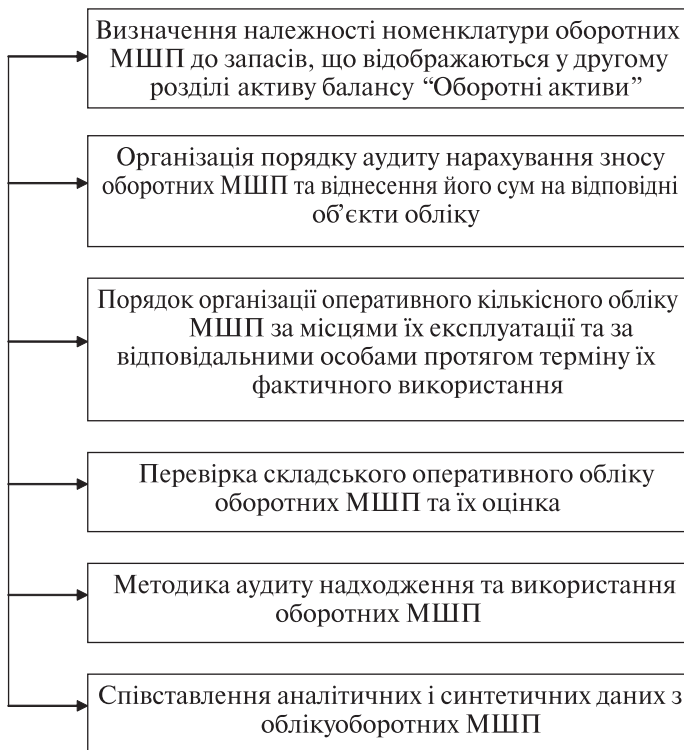 Визначення належності номенклатури оборотних
МШП до запасів, що відображаються у другому
розділі активу балансу “Оборотні активи”
Організація порядку аудиту нарахування зносу
оборотних МШП та віднесення його сум на відповідні
об’єкти обліку
Порядок організації оперативного кількісного обліку
МШП за місцями їх експлуатації та за
відповідальними особами протягом терміну їх
фактичного використання
Перевірка складського оперативного обліку
оборотних МШП та їх оцінка
Методика аудиту надходження та використання
оборотних МШП
Співставлення аналітичних і синтетичних даних з
облікуоборотних МШП